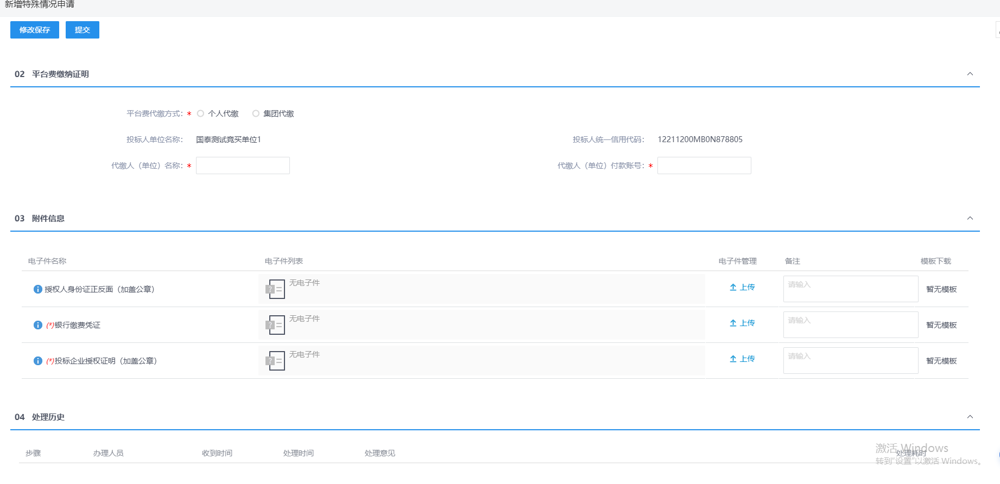 新增特殊情况申请
修改保存 提交
02 平台费缴纳证明
平台费代缴方式：* 个人代缴 集团代缴
投标人单位名称： 国泰测试竞买单位1 投标人统一信用代码： 12211200MB0N878805
代缴人（单位）名称：* 代缴人（单位）付款账号：*
03 附件信息
电子件名称 电子件列表 电子件管理 备注 模板下载
授权人身份证正反面（加盖公章） 无电子件 上传 请输入 暂无模板
(*)银行缴费凭证 无电子件 上传 请输入 暂无模板
(*)投标企业授权证明（加盖公章） 无电子件 上传 请输入 暂无模板
04 处理历史
步骤 办理人员 收到时间 处理时间 处理意见 处理耗时
激活 Windows
转到“设置”以激活 Windows。